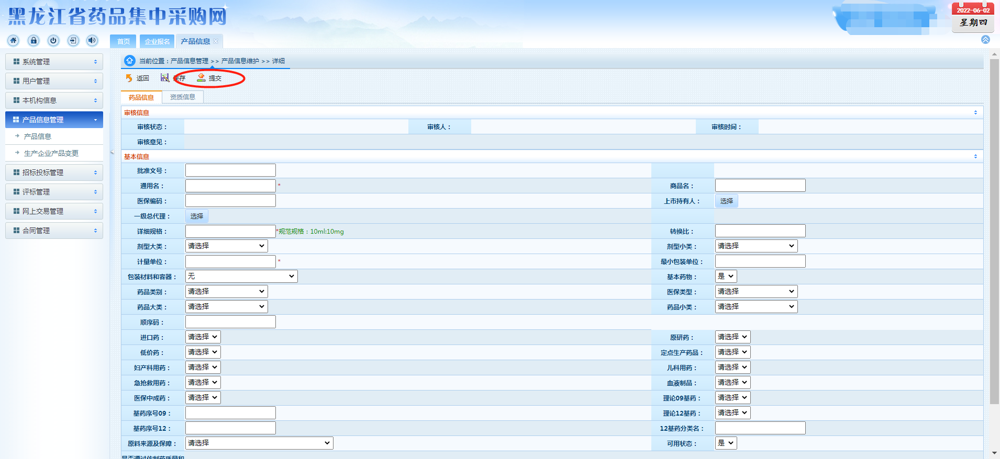 黑龙江省药品集中采购网
2022-06-02
星期四
首页 企业报名 产品信息
当前位置：产品信息管理 >> 产品信息维护 >> 详细
返回 保存 提交
药品信息 资质信息
系统管理
用户管理
本机构信息
产品信息管理
产品信息
生产企业产品变更
招标投标管理
评标管理
网上交易管理
合同管理
审核信息
审核状态： 审核人： 审核时间：
审核意见：
基本信息
批准文号：
通用名： * 商品名：
医保编码： 上市持有人： 选择
一级总代理： 选择
详细规格： *规范规格：10ml:10mg 转换比：
剂型大类： 请选择 剂型小类： 请选择
计量单位： * 最小包装单位：
包装材料和容器： 无 基本药物： 是
药品类别： 请选择 医保类型： 请选择
药品大类： 请选择 药品小类： 请选择
顺序码：
进口药： 请选择 原研药： 请选择
低价药： 请选择 定点生产药品： 请选择
妇产科用药： 请选择 儿科用药： 请选择
急抢救用药： 请选择 血液制品： 请选择
医保中成药： 请选择 理论09基药： 请选择
基药序号09： 理论12基药： 请选择
基药序号12： 12基药分类名：
原料来源及保障： 请选择 可用状态： 是
是否通过仿制药质量和